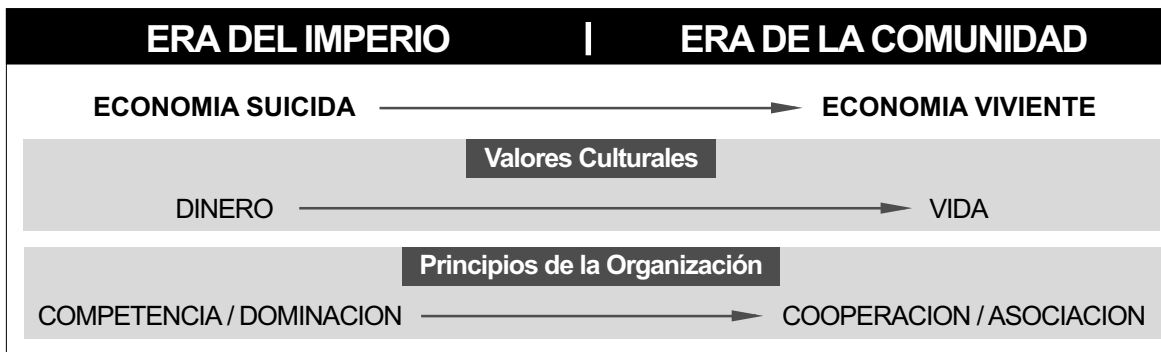 ERA DEL IMPERIO | ERA DE LA COMUNIDAD
ECONOMIA SUICIDA ECONOMIA VIVIENTE
Valores Culturales
DINERO VIDA
Principios de la Organización
COMPETENCIA / DOMINACION COOPERACION / ASOCIACION